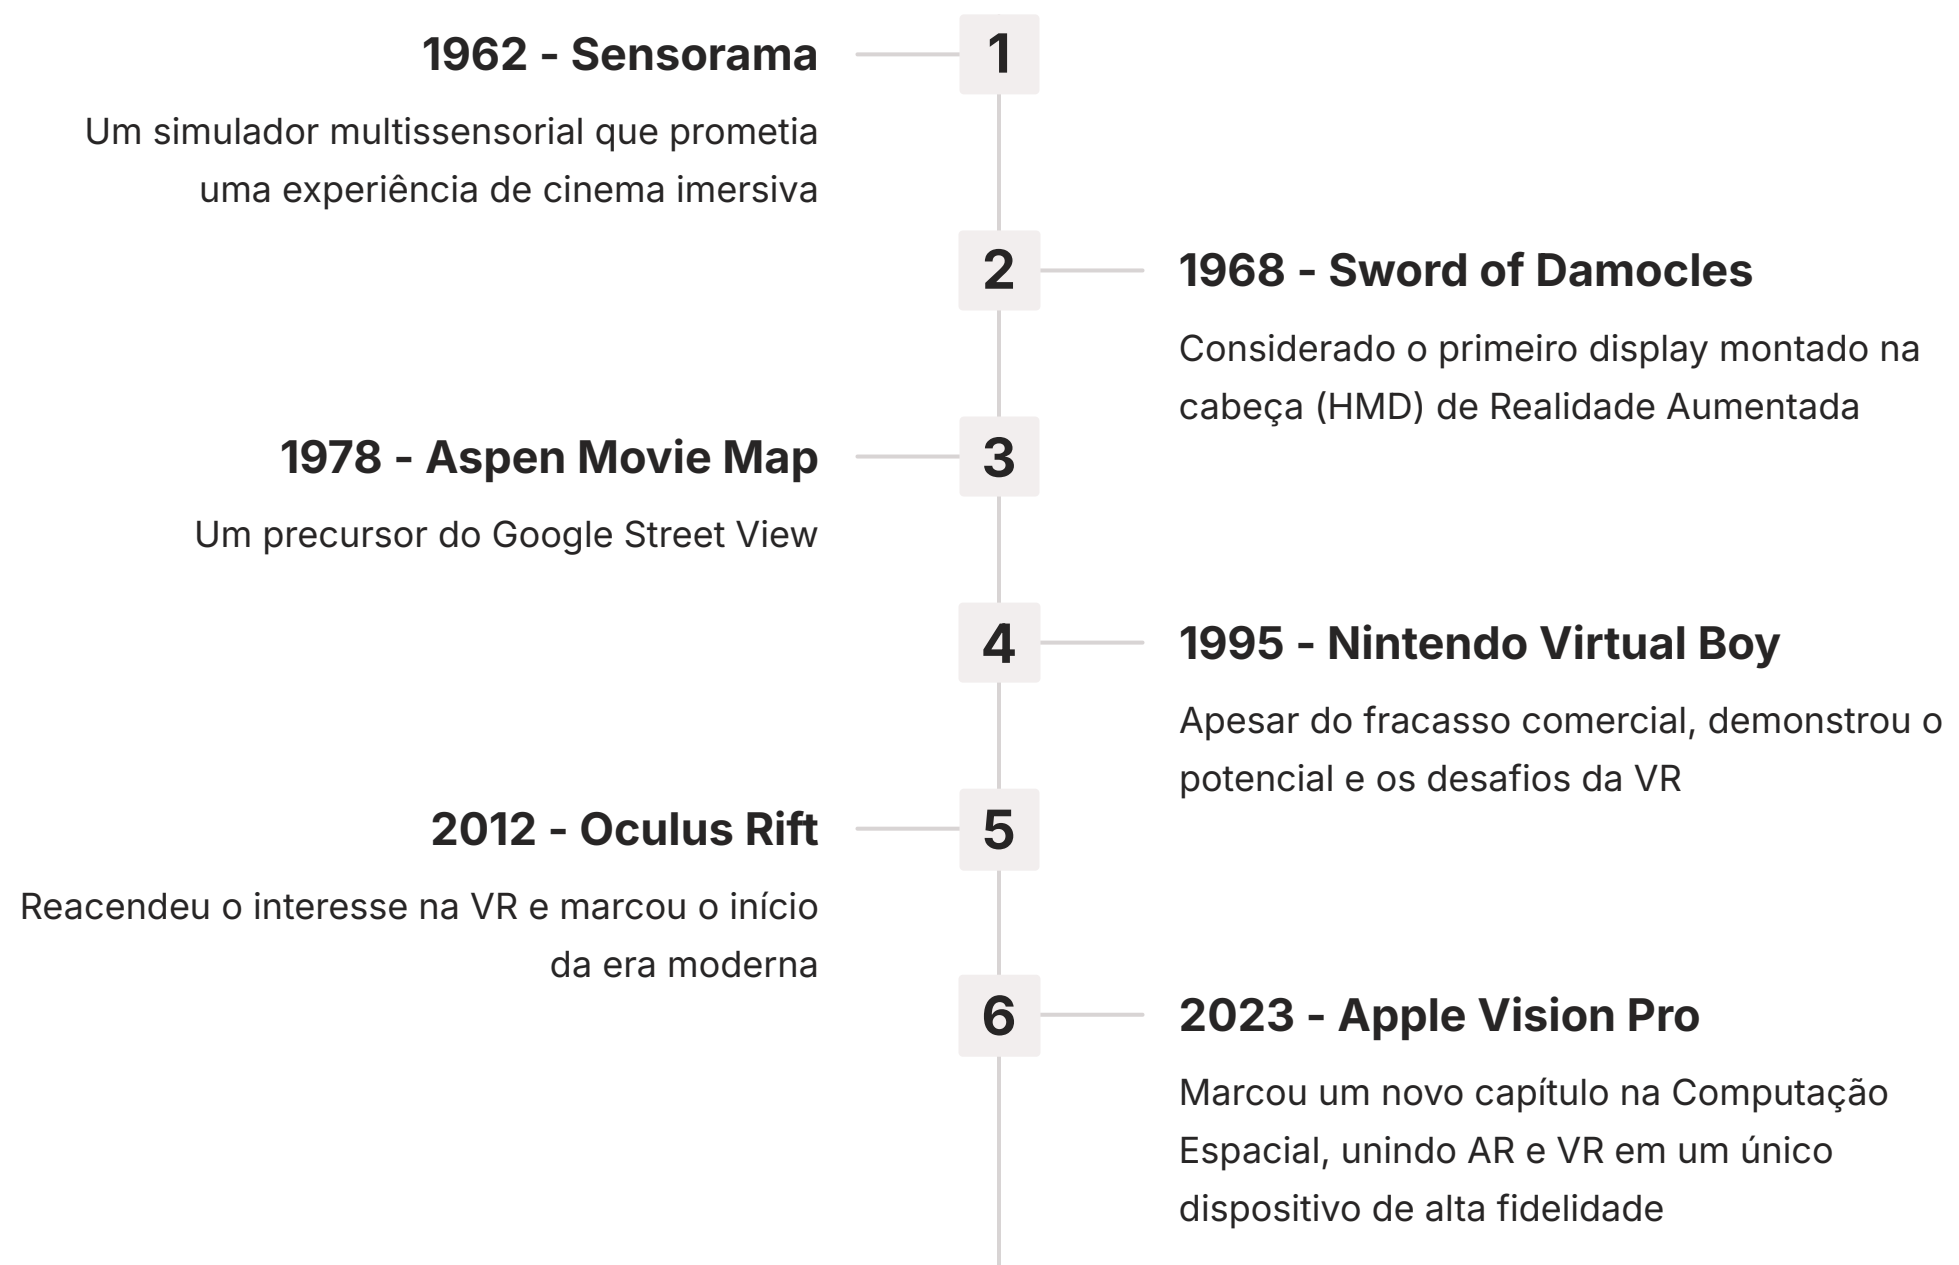 1962 - Sensorama
1
Um simulador multissensorial que prometia
uma experiência de cinema imersiva
2
1968 - Sword of Damocles
Considerado o primeiro display montado na
cabeça (HMD) de Realidade Aumentada
1978 - Aspen Movie Map
3
Um precursor do Google Street View
4
1995 - Nintendo Virtual Boy
Apesar do fracasso comercial, demonstrou o
potencial e os desafios da VR
2012 - Oculus Rift
5
Reacendeu o interesse na VR e marcou o início
da era moderna
6
2023 - Apple Vision Pro
Marcou um novo capítulo na Computação
Espacial, unindo AR e VR em um único
dispositivo de alta fidelidade